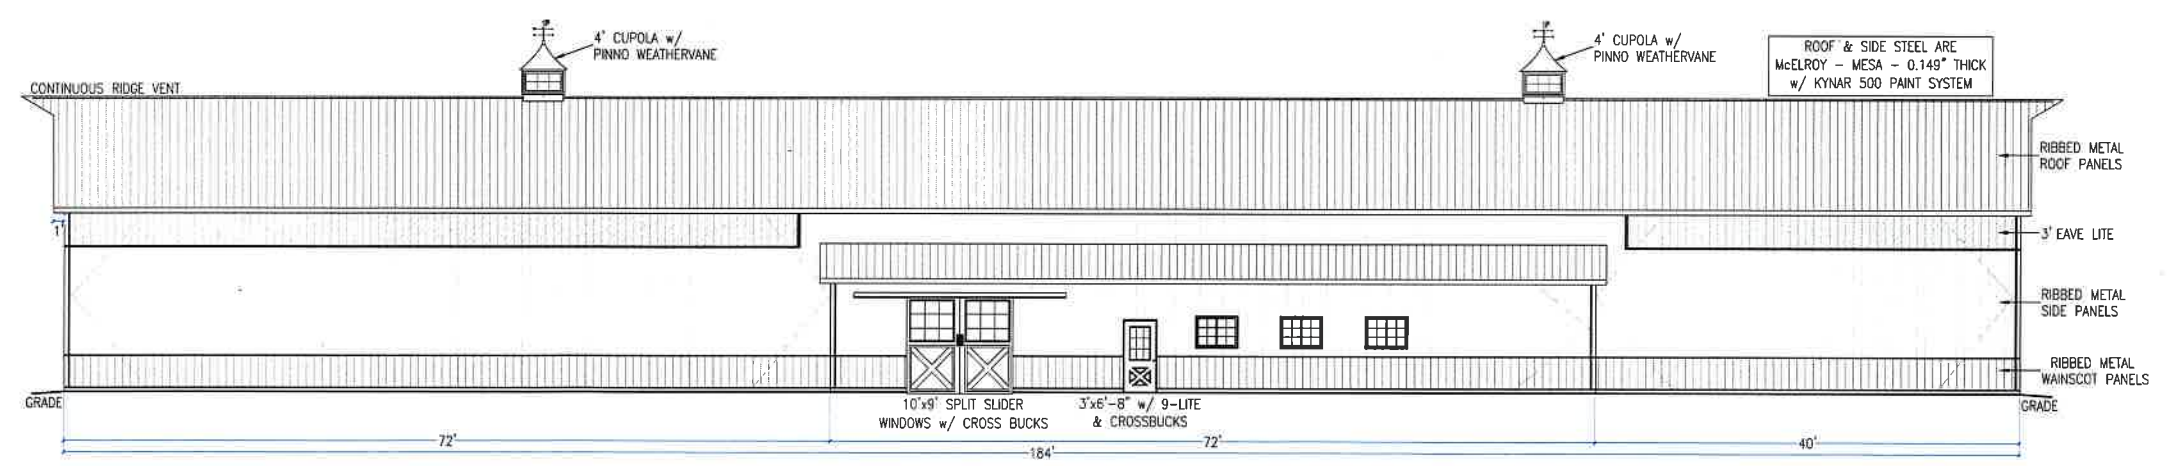 4' CUPOLA w/
PINNO WEATHERVANE
4' CUPOLA w/
PINNO WEATHERVANE
ROOF & SIDE STEEL ARE
McELROY - MESA - 0.149" THICK
w/ KYNAR 500 PAINT SYSTEM
CONTINUOUS RIDGE VENT
RIBBED METAL
ROOF PANELS
1'
3' EAVE LITE
RIBBED METAL
SIDE PANELS
RIBBED METAL
WAINSCOT PANELS
GRADE
GRADE
10'x9' SPLIT SLIDER
WINDOWS w/ CROSS BUCKS
3'x6'-8" w/ 9-LITE
& CROSSBUCKS
72'
72'
40'
184'